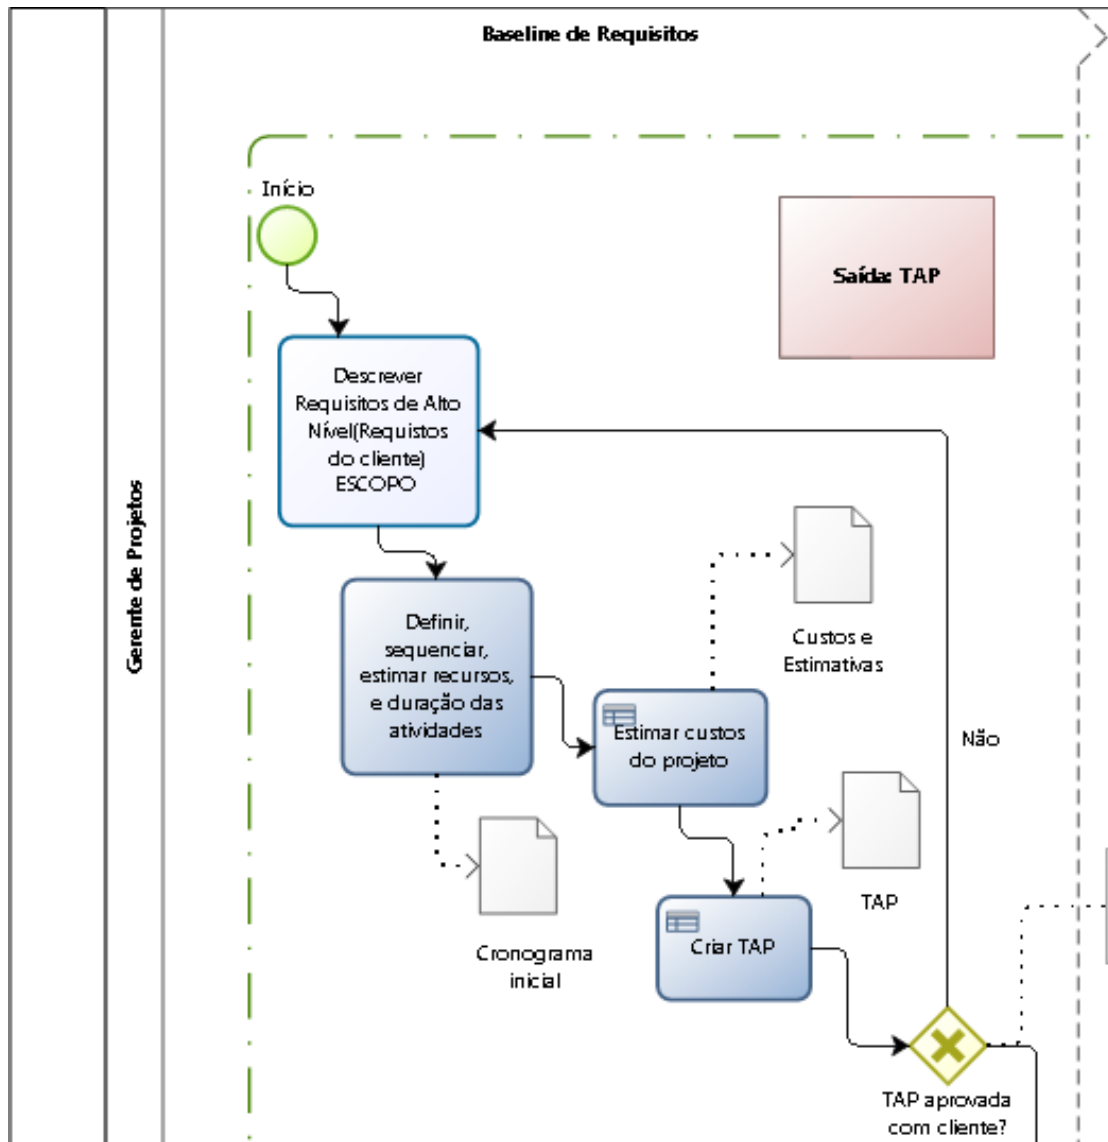 Baseline de Requisitos
Gerente de Projetos
Início
Saída: TAP
Descrever
Requisitos de Alto
Nível(Requistos
do cliente)
ESCOPO
Definir,
sequenciar,
estimar recursos,
e duração das
atividades
Custos e
Estimativas
Estimar custos
do projeto
Não
Cronograma
inicial
TAP
Criar TAP
TAP aprovada
com cliente?